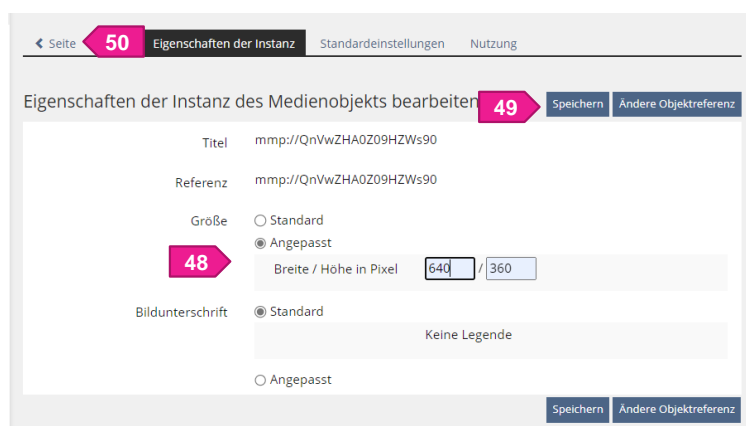 Seite 50 Eigenschaften der Instanz Standardeinstellungen Nutzung
Eigenschaften der Instanz des Medienobjekts bearbeiten 49 Speichern Ändere Objektreferenz
Titel mmp://QnVwZHA0Z09HZWs90
Referenz mmp://QnVwZHA0Z09HZWs90
Größe Standard
Angepasst
48 Breite / Höhe in Pixel 640 / 360
Bildunterschrift Standard
Keine Legende
Angepasst
Speichern Ändere Objektreferenz